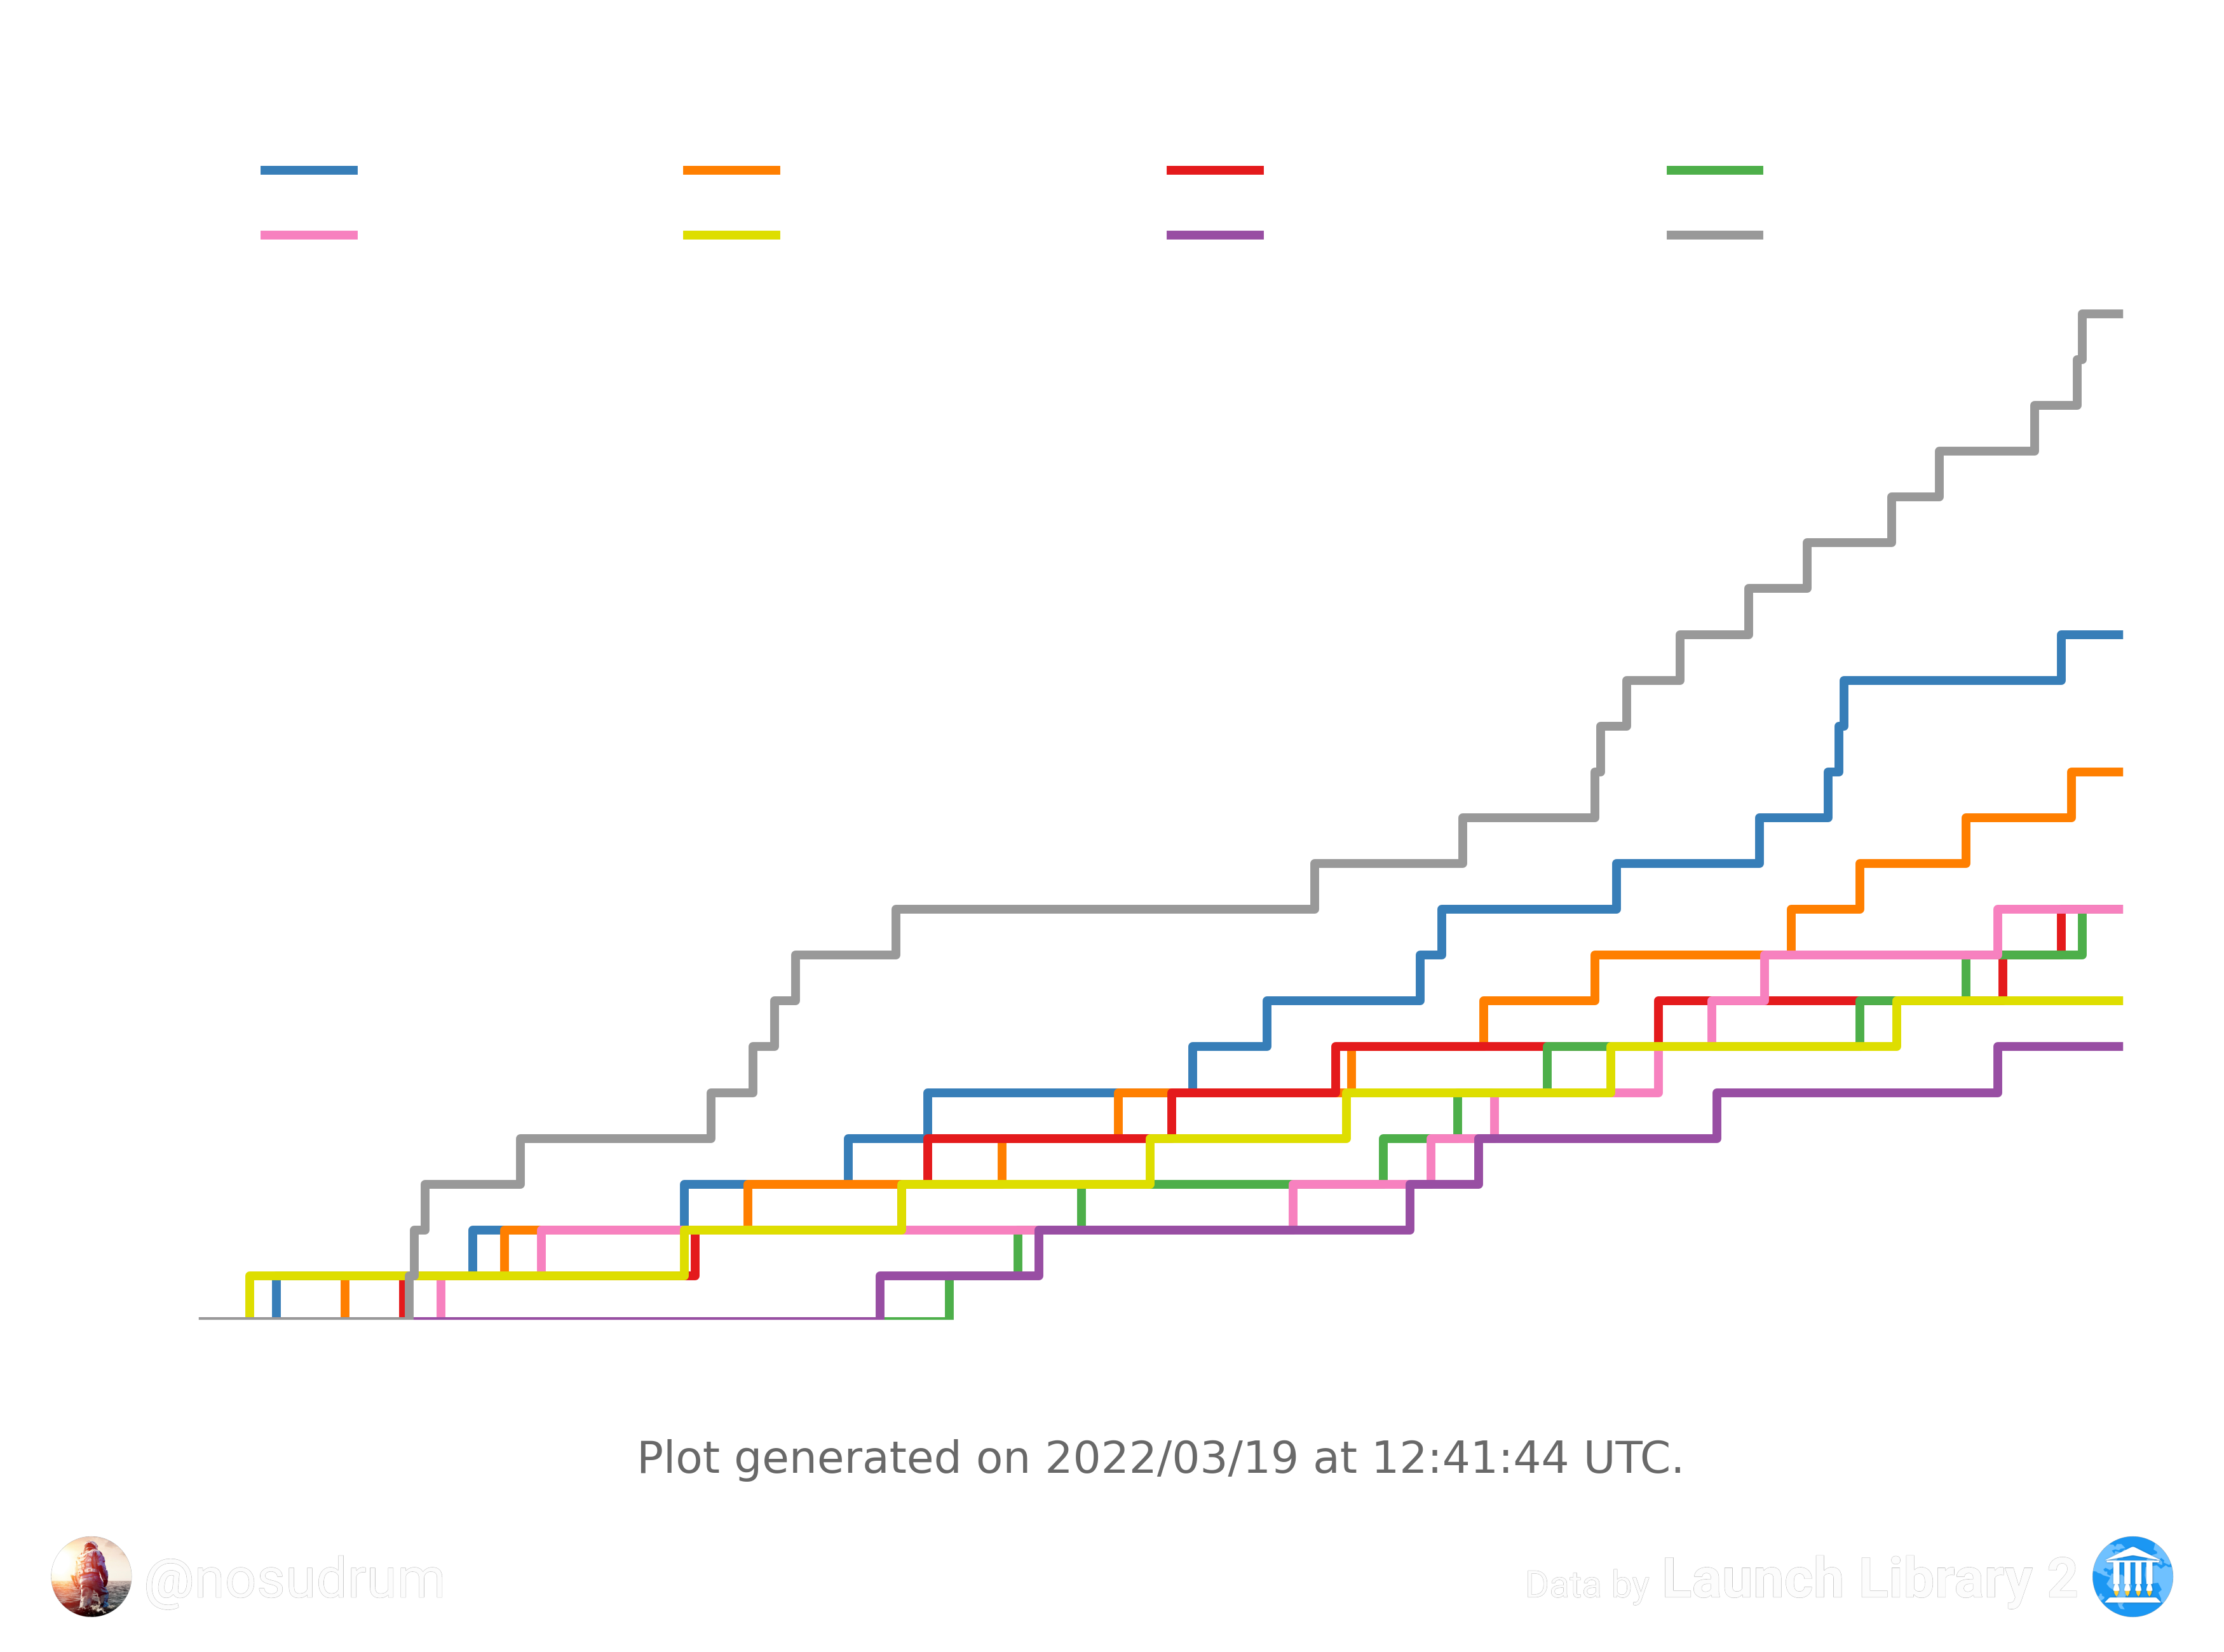 Plot generated on 2022/03/19 at 12:41:44 UTC.
@nosudrum
Data by Launch Library 2